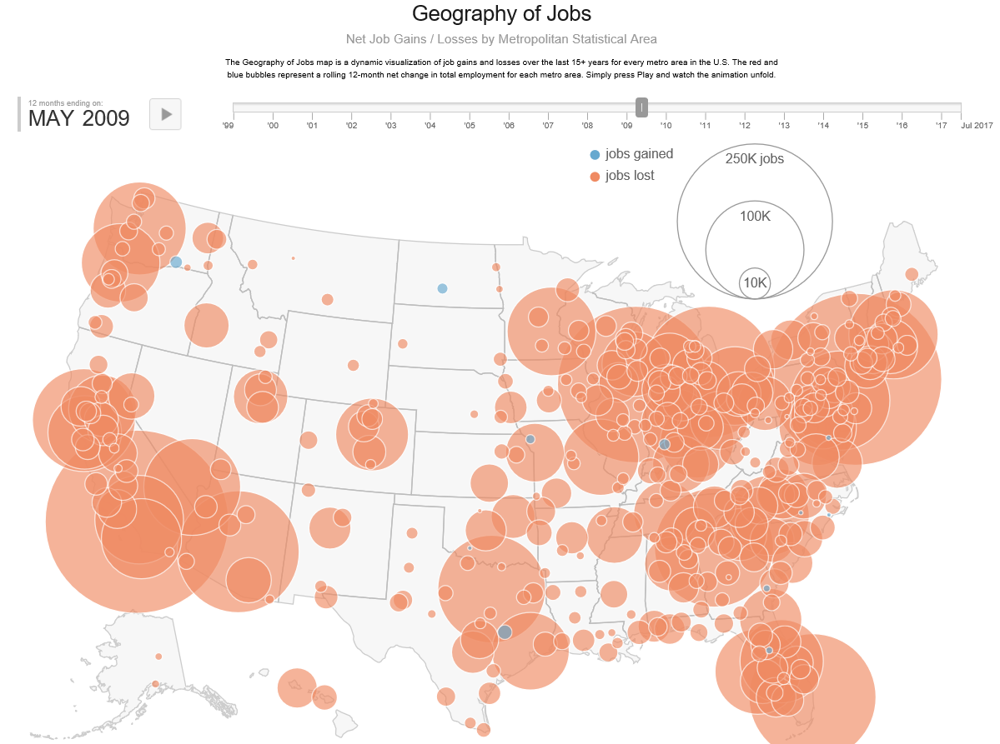 Geography of Jobs
Net Job Gains / Losses by Metropolitan Statistical Area
The Geography of Jobs map is a dynamic visualization of job gains and losses over the last 15+ years for every metro area in the U.S. The red and
blue bubbles represent a rolling 12-month net change in total employment for each metro area. Simply press Play and watch the animation unfold.
12 months ending on:
MAY 2009
'99 '00 '01 '02 '03 '04 '05 '06 '07 '08 '09 '10 '11 '12 '13 '14 '15 '16 '17 Jul 2017
jobs gained
jobs lost
250K jobs
100K
10K